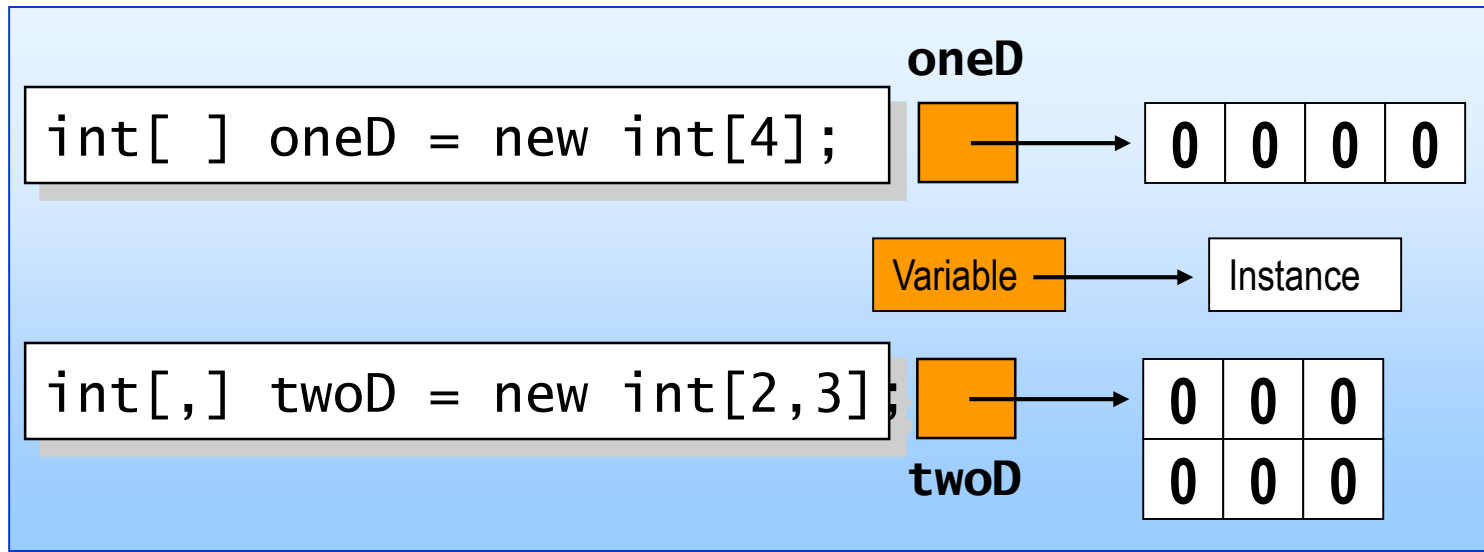 oneD
int[ ] oneD = new int[4];
0 0 0 0
Variable
Instance
int[,] twoD = new int[2,3];
0 0 0
0 0 0
twoD